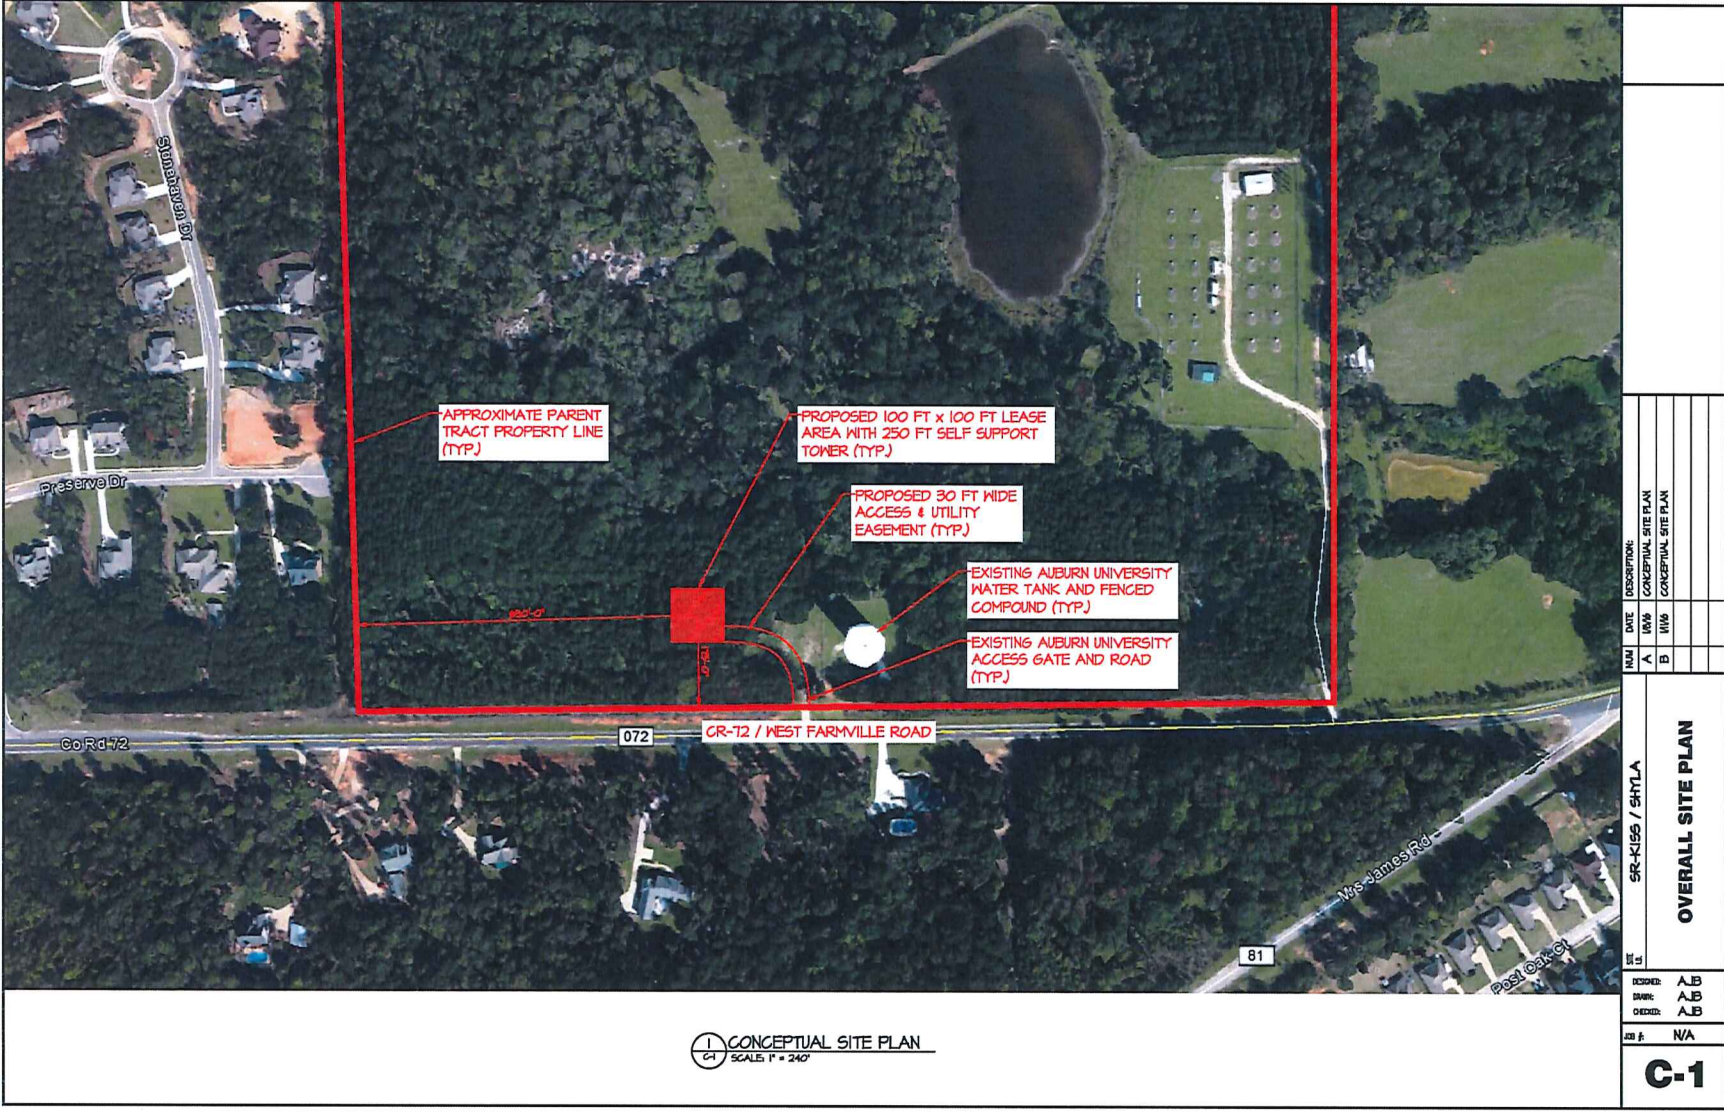 Stonehaven Dr
APPROXIMATE PARENT
TRACT PROPERTY LINE
(TYP.)
PROPOSED 100 FT x 100 FT LEASE
AREA WITH 250 FT SELF SUPPORT
TOWER (TYP.)
Preserve Dr
PROPOSED 30 FT WIDE
ACCESS & UTILITY
EASEMENT (TYP.)
EXISTING AUBURN UNIVERSITY
WATER TANK AND FENCED
COMPOUND (TYP.)
EXISTING AUBURN UNIVERSITY
ACCESS GATE AND ROAD
(TYP.)
Co Rd 72
072
CR-72 / WEST FARMVILLE ROAD
Mrs James Rd
81
Post Oak Ct
1
C-1
CONCEPTUAL SITE PLAN
SCALE: 1" = 240'
NUM
DATE
DESCRIPTION:
A
CONCEPTUAL SITE PLAN
B
CONCEPTUAL SITE PLAN
SITE
I.D.
SR-KISS / SHYLA
OVERALL SITE PLAN
DESIGNED: AJB
DRAWN: AJB
CHECKED: AJB
JOB #: N/A
C-1